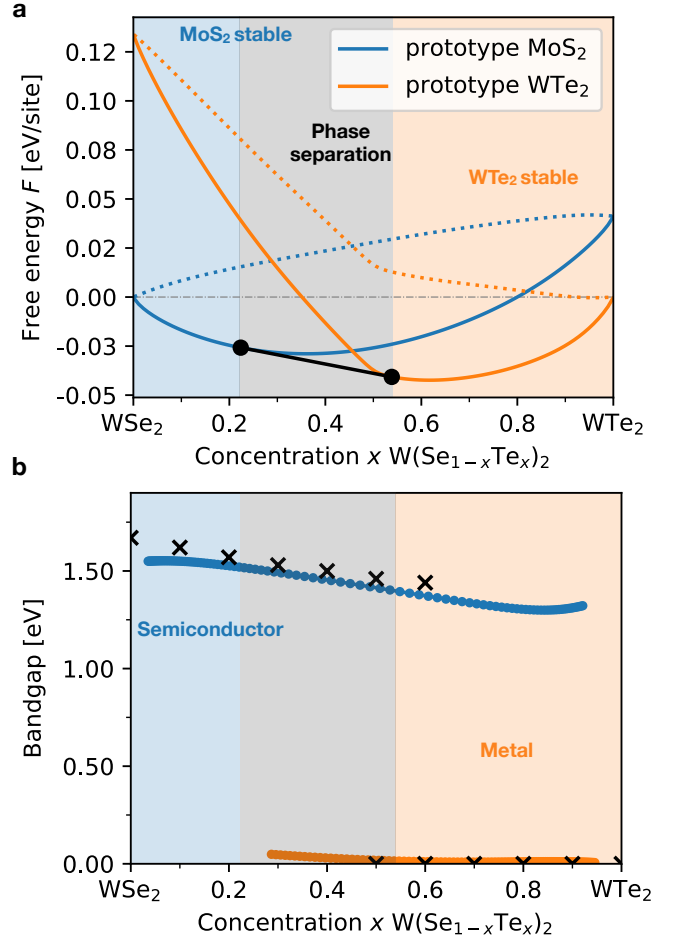 a
MoS₂ stable
prototype MoS₂
prototype WTe₂
Phase
separation
WTe₂ stable
Free energy F [eV/site]
0.12
0.10
0.08
0.05
0.02
0.00
-0.03
-0.05
WSe₂ 0.2 0.4 0.6 0.8 WTe₂
Concentration x W(Se₁₋ₓTeₓ)₂
b
Bandgap [eV]
1.50
1.00
0.50
0.00
Semiconductor
Metal
WSe₂ 0.2 0.4 0.6 0.8 WTe₂
Concentration x W(Se₁₋ₓTeₓ)₂